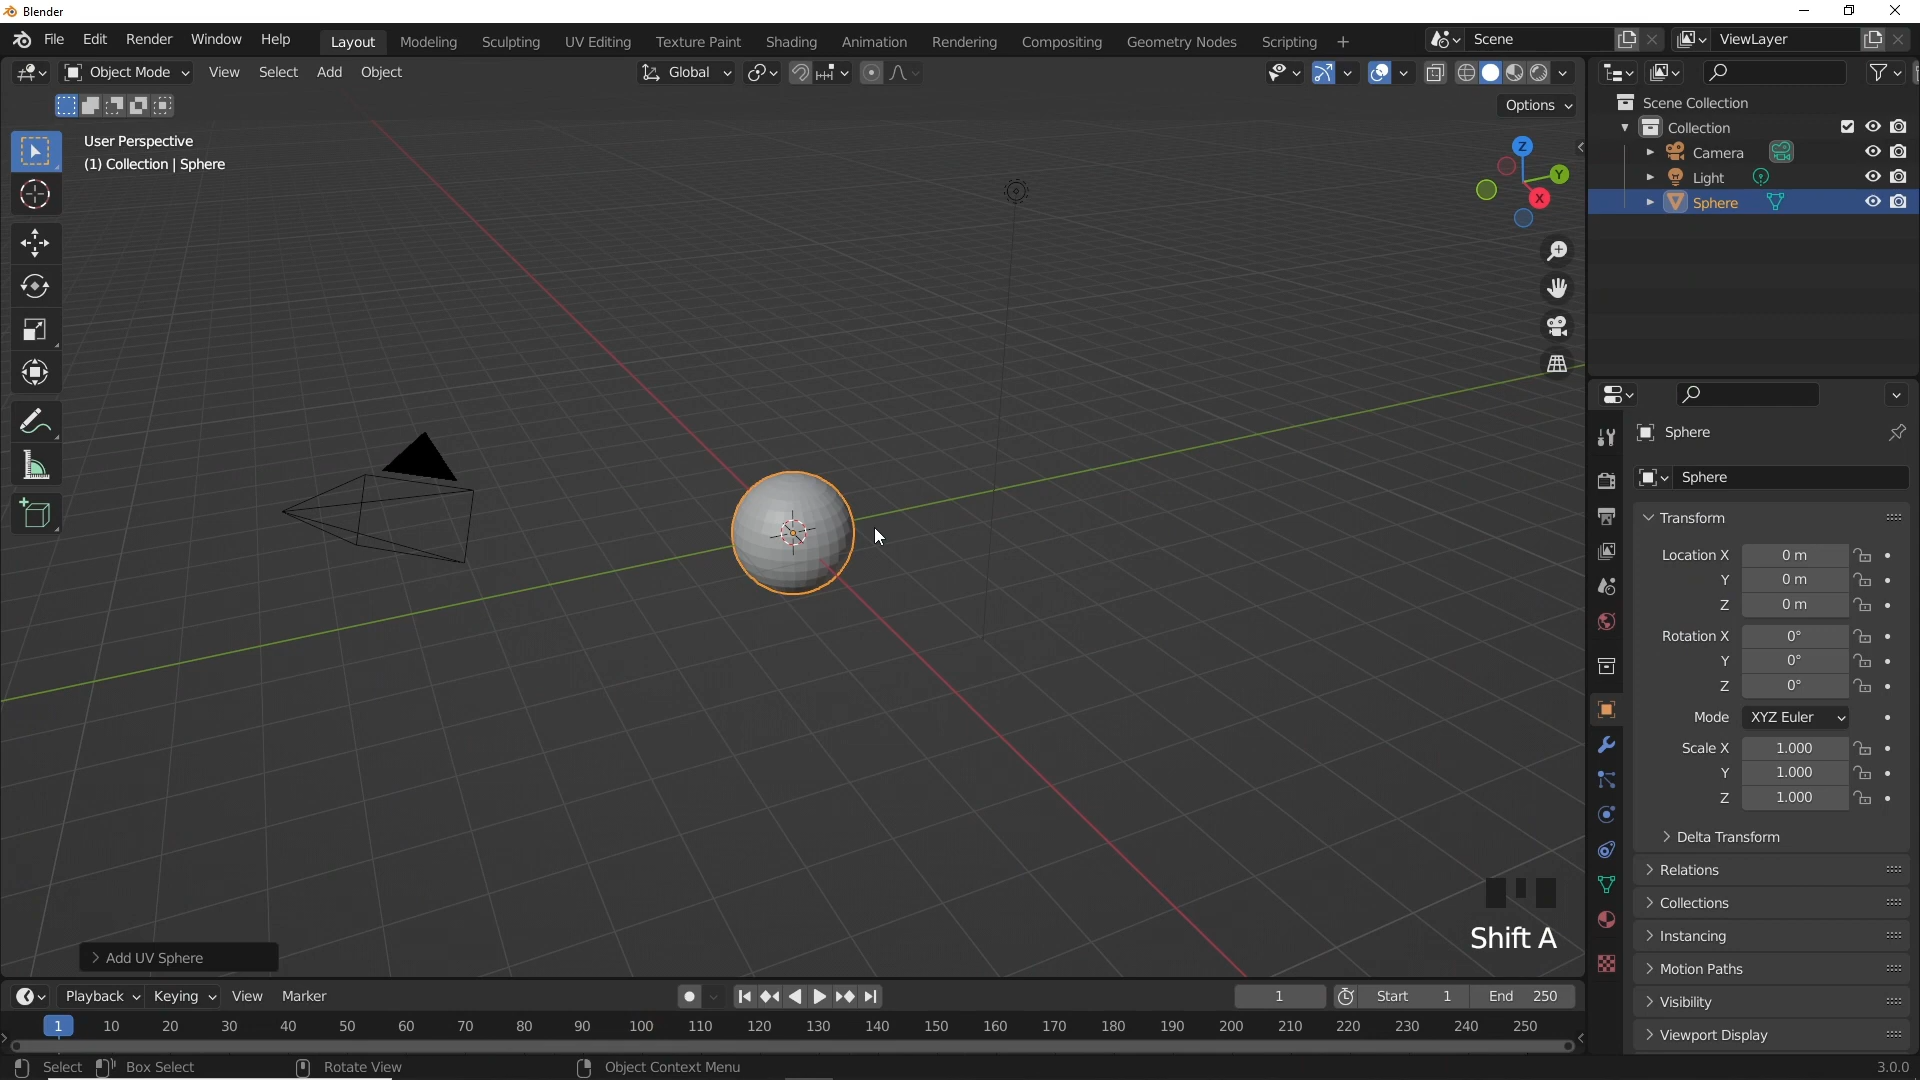 Blender
File Edit Render Window Help Layout Modeling Sculpting UV Editing Texture Paint Shading Animation Rendering Compositing Geometry Nodes Scripting + Scene ViewLayer
Object Mode View Select Add Object Global
Options
User Perspective
(1) Collection | Sphere
Z
Y
X
Scene Collection
Collection
Camera
Light
Sphere
Sphere
Sphere
Transform
Location X 0 m
Y 0 m
Z 0 m
Rotation X 0°
Y 0°
Z 0°
Mode XYZ Euler
Scale X 1.000
Y 1.000
Z 1.000
Delta Transform
Relations
Collections
Instancing
Motion Paths
Visibility
Viewport Display
Shift A
Add UV Sphere
Playback Keying View Marker 1 Start 1 End 250
1 10 20 30 40 50 60 70 80 90 100 110 120 130 140 150 160 170 180 190 200 210 220 230 240 250
Select Box Select Rotate View Object Context Menu 3.0.0